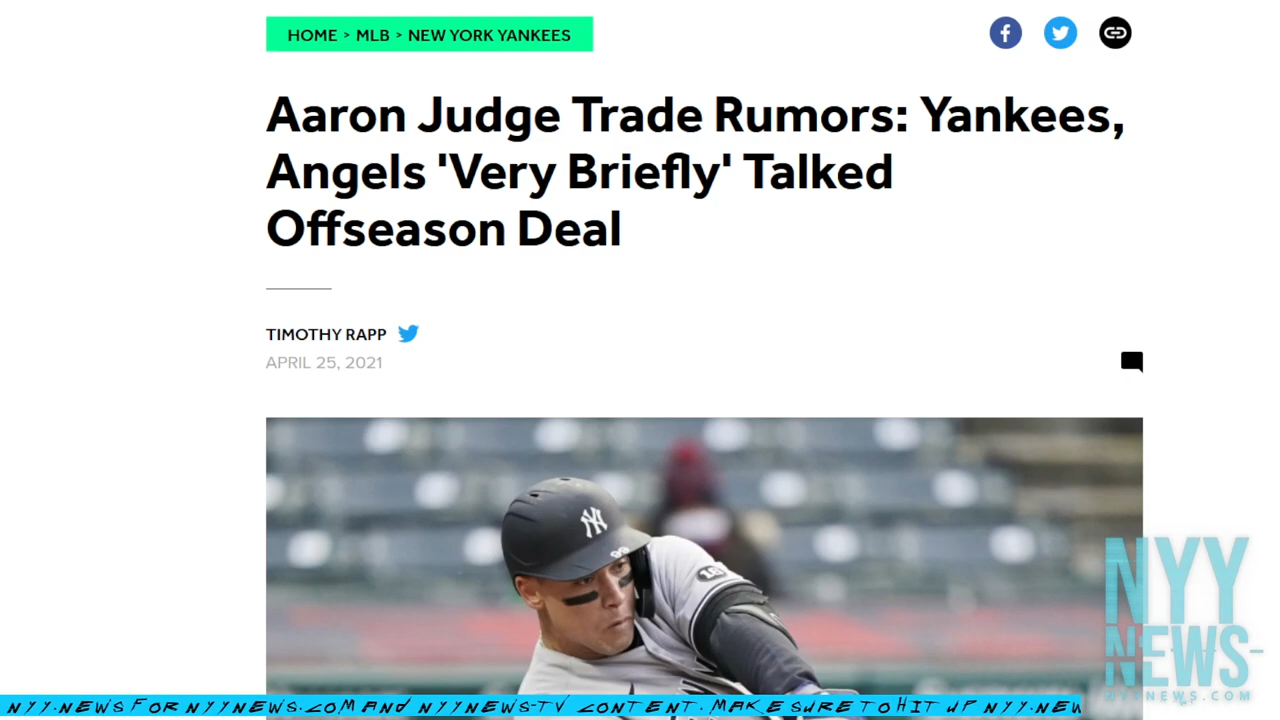 HOME > MLB > NEW YORK YANKEES
Aaron Judge Trade Rumors: Yankees,
Angels 'Very Briefly' Talked
Offseason Deal
TIMOTHY RAPP
APRIL 25, 2021
NY
99
16
NYY
NEWS
NYYNEWS.COM
NYY.NEWS FOR NYYNEWS.COM AND NYYNEWS-TV CONTENT. MAKE SURE TO HIT UP NYY.NEW